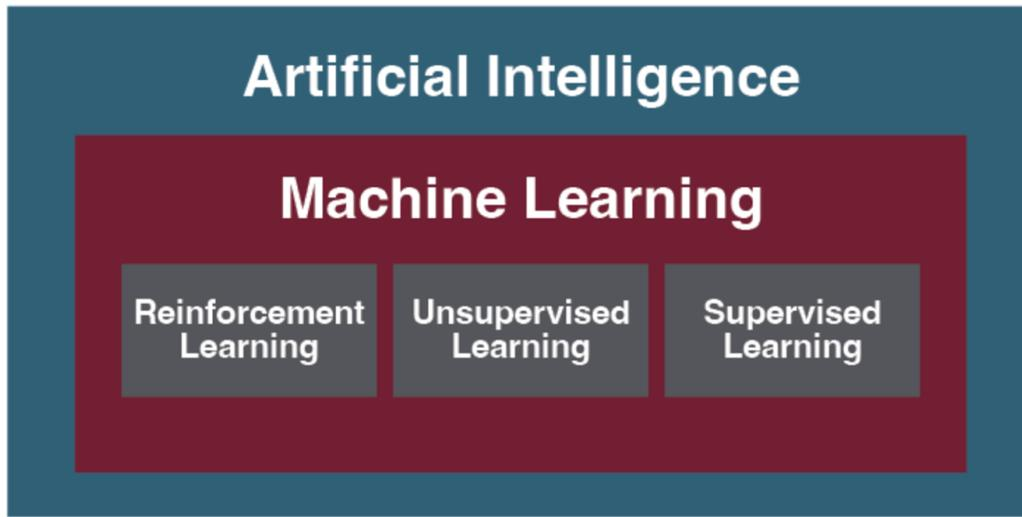 Artificial Intelligence
Machine Learning
Reinforcement
Learning
Unsupervised
Learning
Supervised
Learning